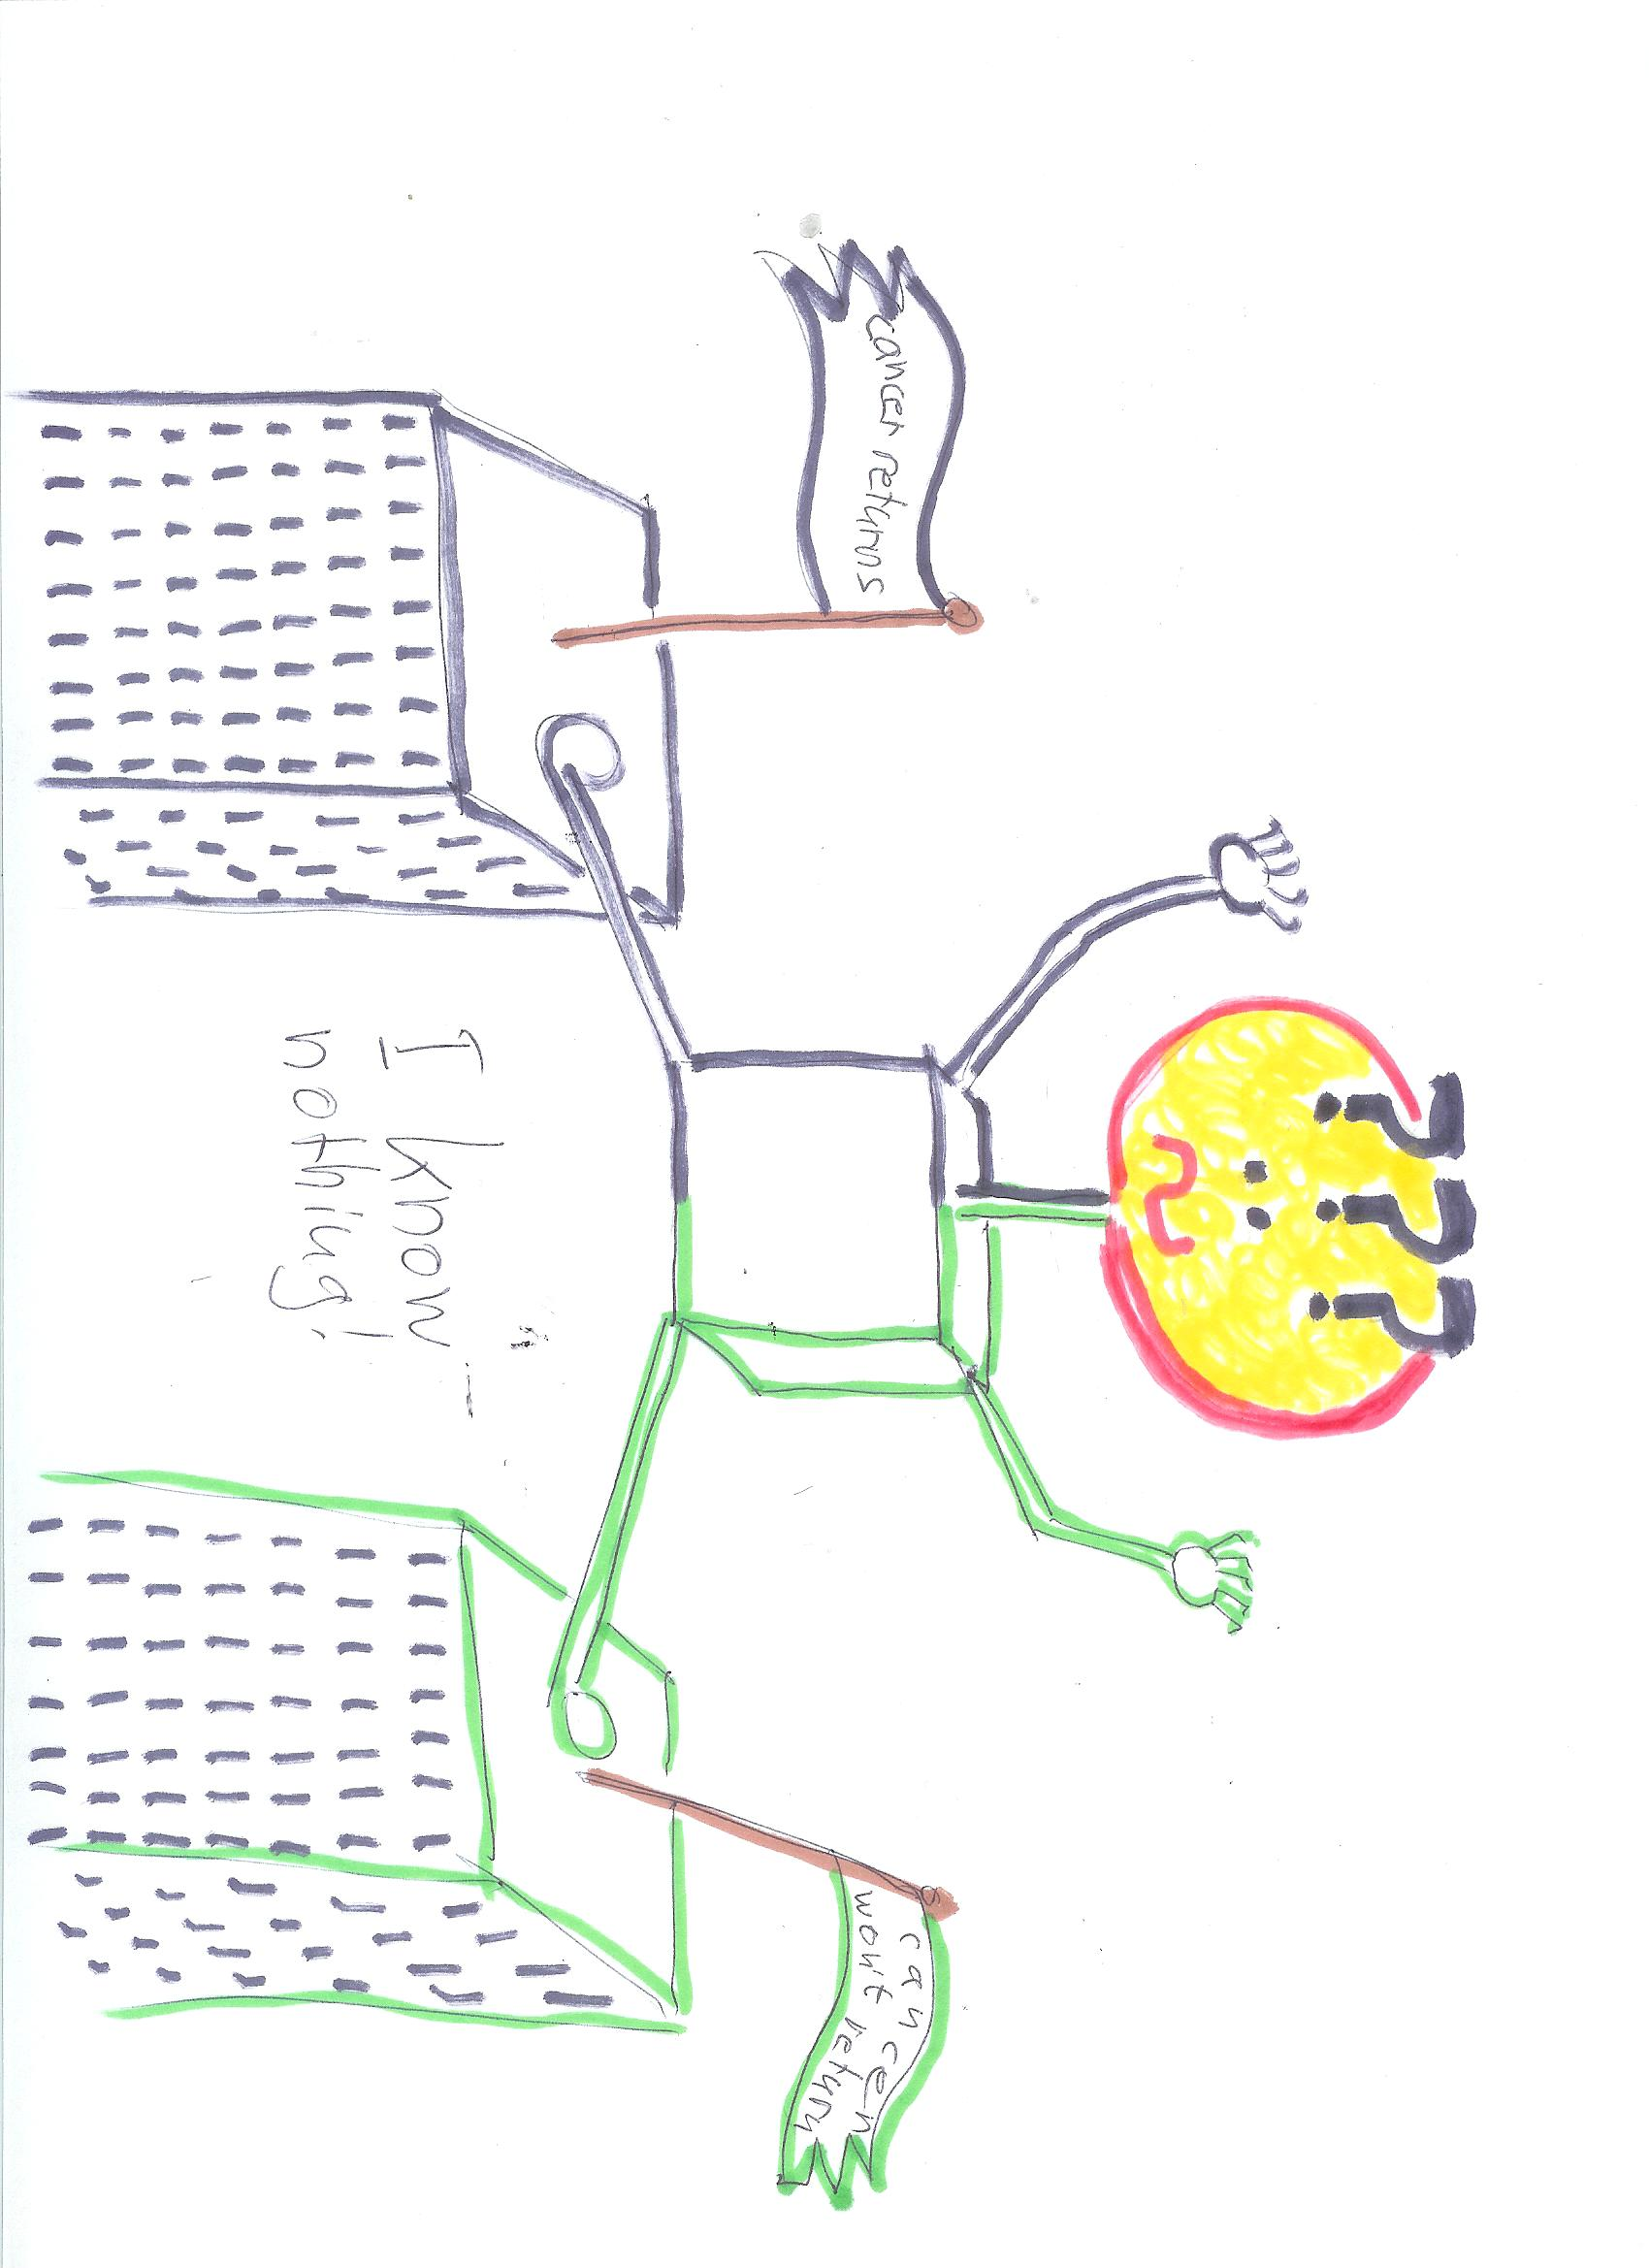 ???
cancer returns
cancer
won't return
I know
nothing!